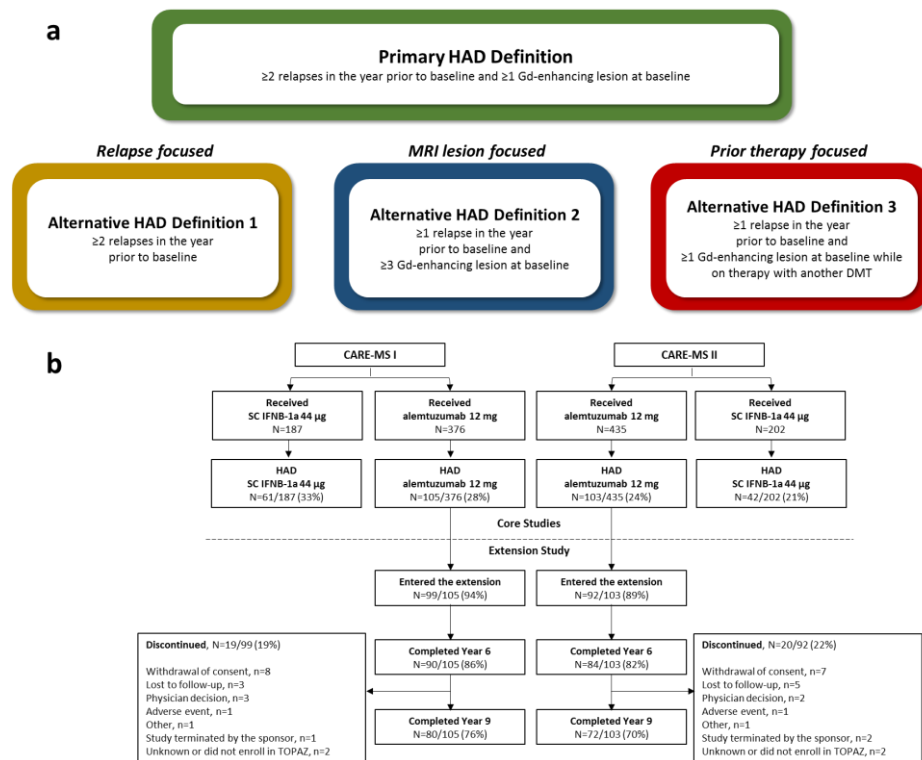 a
Primary HAD Definition
≥2 relapses in the year prior to baseline and ≥1 Gd-enhancing lesion at baseline
Relapse focused
MRI lesion focused
Prior therapy focused
Alternative HAD Definition 1
≥2 relapses in the year
prior to baseline
Alternative HAD Definition 2
≥1 relapse in the year
prior to baseline and
≥3 Gd-enhancing lesion at baseline
Alternative HAD Definition 3
≥1 relapse in the year
prior to baseline and
≥1 Gd-enhancing lesion at baseline while
on therapy with another DMT
b
CARE-MS I
CARE-MS II
Received
SC IFNB-1a 44 µg
N=187
Received
alemtuzumab 12 mg
N=376
Received
alemtuzumab 12 mg
N=435
Received
SC IFNB-1a 44 µg
N=202
HAD
SC IFNB-1a 44 µg
N=61/187 (33%)
HAD
alemtuzumab 12 mg
N=105/376 (28%)
HAD
alemtuzumab 12 mg
N=103/435 (24%)
HAD
SC IFNB-1a 44 µg
N=42/202 (21%)
Core Studies
Extension Study
Entered the extension
N=99/105 (94%)
Entered the extension
N=92/103 (89%)
Discontinued, N=19/99 (19%)
Withdrawal of consent, n=8
Lost to follow-up, n=3
Physician decision, n=3
Adverse event, n=1
Other, n=1
Study terminated by the sponsor, n=1
Unknown or did not enroll in TOPAZ, n=2
Completed Year 6
N=90/105 (86%)
Completed Year 6
N=84/103 (82%)
Discontinued, N=20/92 (22%)
Withdrawal of consent, n=7
Lost to follow-up, n=5
Physician decision, n=2
Adverse event, n=1
Other, n=1
Study terminated by the sponsor, n=2
Unknown or did not enroll in TOPAZ, n=2
Completed Year 9
N=80/105 (76%)
Completed Year 9
N=72/103 (70%)